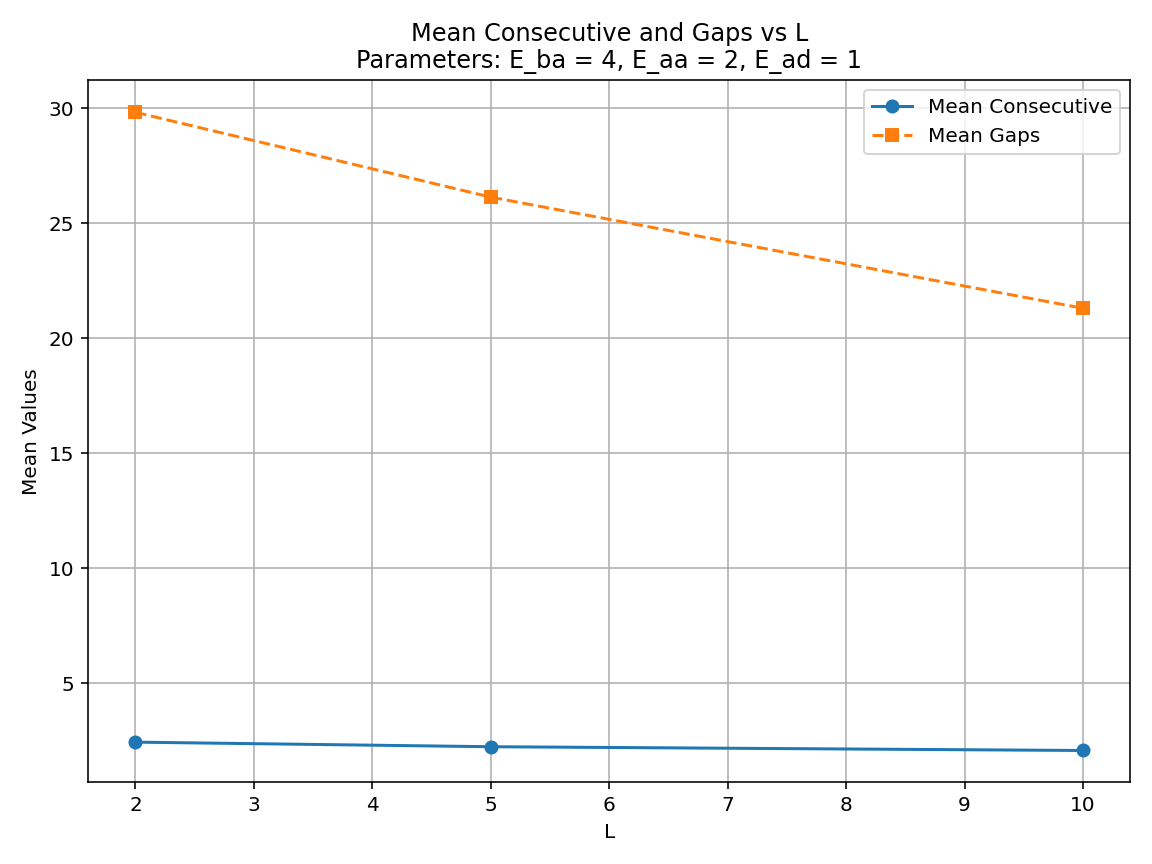 Mean Consecutive and Gaps vs L
Parameters: E_ba = 4, E_aa = 2, E_ad = 1
Mean Consecutive
Mean Gaps
Mean Values
30
25
20
15
10
5
2 3 4 5 6 7 8 9 10
L